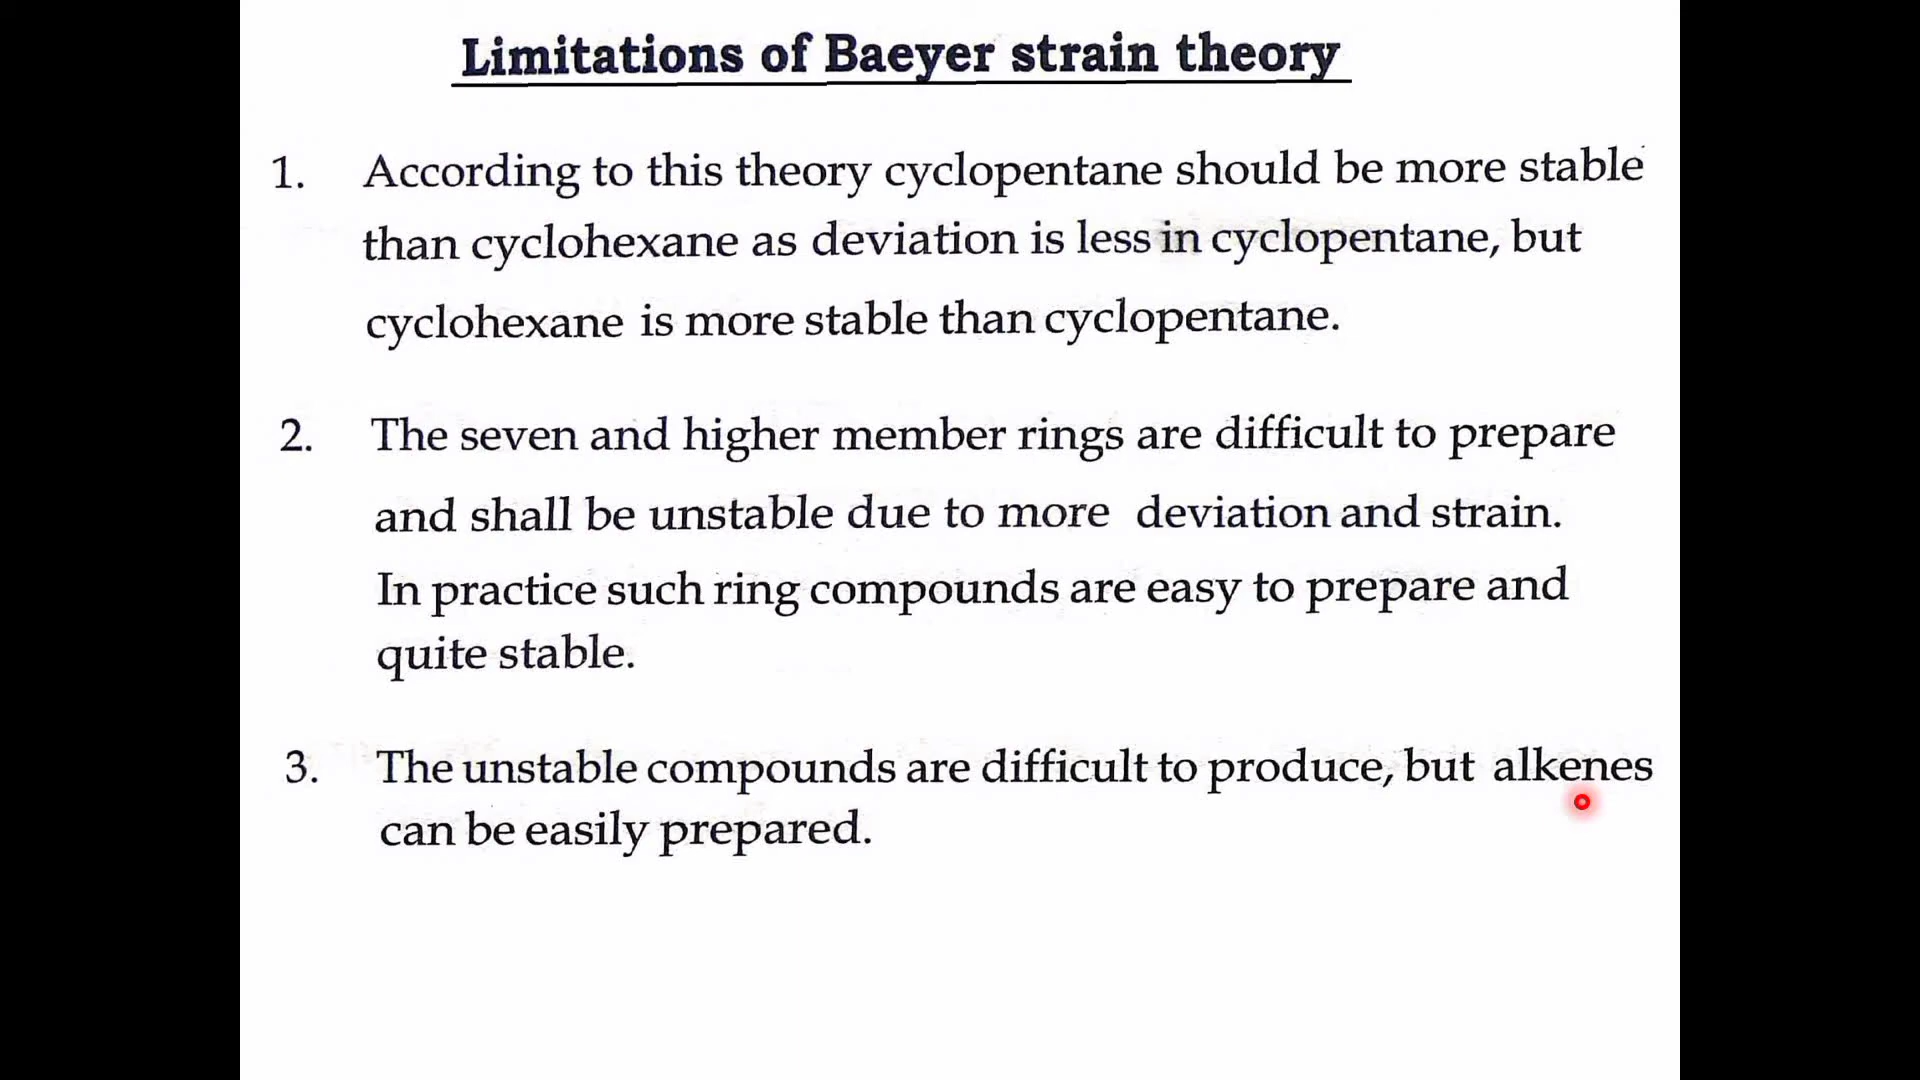 Limitations of Baeyer strain theory
1. According to this theory cyclopentane should be more stable
than cyclohexane as deviation is less in cyclopentane, but
cyclohexane is more stable than cyclopentane.
2. The seven and higher member rings are difficult to prepare
and shall be unstable due to more deviation and strain.
In practice such ring compounds are easy to prepare and
quite stable.
3. The unstable compounds are difficult to produce, but alkenes
can be easily prepared.